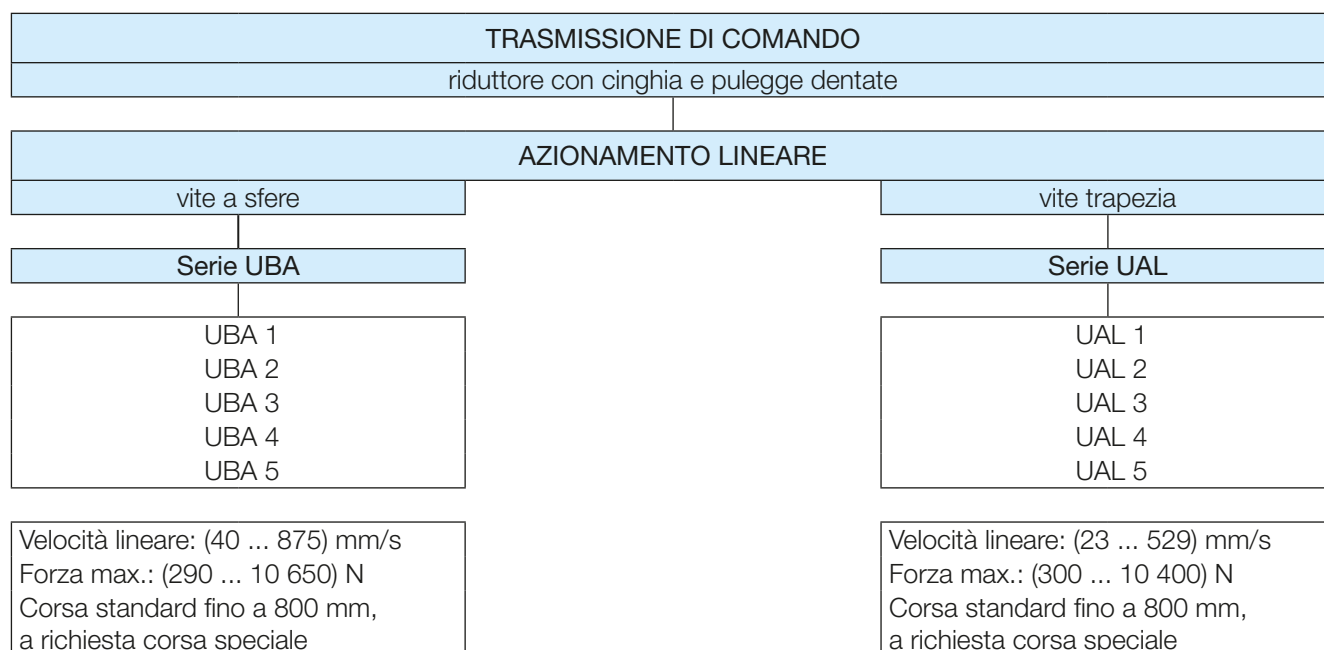 TRASMISSIONE DI COMANDO
riduttore con cinghia e pulegge dentate
AZIONAMENTO LINEARE
vite a sfere
vite trapezia
Serie UBA
Serie UAL
UBA 1
UBA 2
UBA 3
UBA 4
UBA 5
UAL 1
UAL 2
UAL 3
UAL 4
UAL 5
Velocità lineare: (40 ... 875) mm/s
Forza max.: (290 ... 10 650) N
Corsa standard fino a 800 mm,
a richiesta corsa speciale
Velocità lineare: (23 ... 529) mm/s
Forza max.: (300 ... 10 400) N
Corsa standard fino a 800 mm,
a richiesta corsa speciale